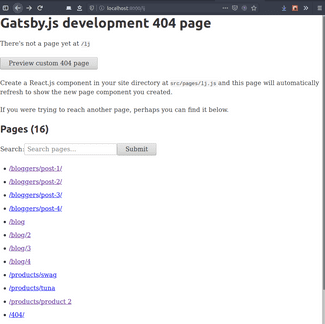 localhost:8000/lj
Gatsby.js development 404 page
There's not a page yet at /lj
Preview custom 404 page
Create a React.js component in your site directory at src/pages/lj.js and this page will automatically
refresh to show the new page component you created.
If you were trying to reach another page, perhaps you can find it below.
Pages (16)
Search: Search pages... Submit
/bloggers/post-1/
/bloggers/post-2/
/bloggers/post-3/
/bloggers/post-4/
/blog
/blog/2
/blog/3
/blog/4
/products/swag
/products/tuna
/products/product 2
/404/